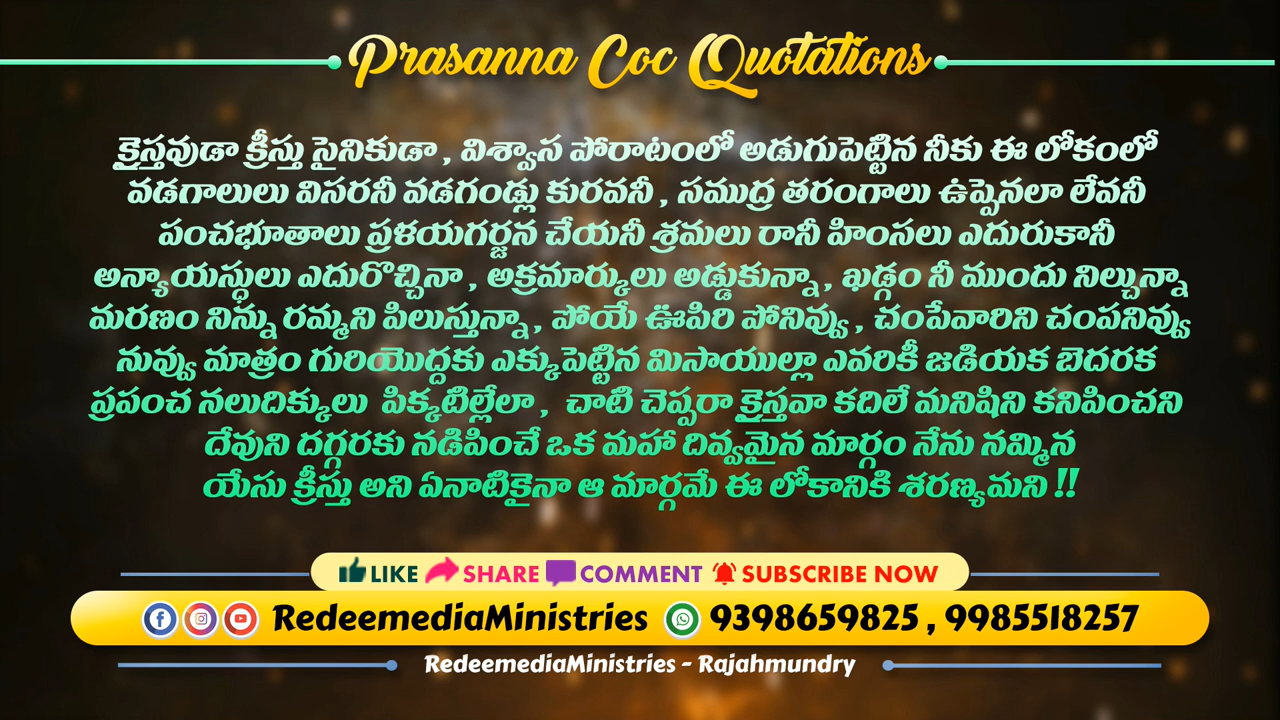 Prasanna Coc Quotations
క్రైస్తవుడా క్రీస్తు సైనికుడా , విశ్వాస పోరాటంలో అడుగుపెట్టిన నీకు ఈ లోకంలో
వడగాలులు విసరనీ వడగండ్లు కురవనీ , సముద్ర తరంగాలు ఉప్పెనలా లేవనీ
పంచభూతాలు ప్రళయగర్జన చేయనీ శ్రమలు రానీ హింసలు ఎదురుకానీ
అన్యాయస్థులు ఎదురొచ్చినా , అక్రమార్కులు అడ్డుకున్నా , ఖడ్గం నీ ముందు నిల్చున్నా
మరణం నిన్ను రమ్మని పిలుస్తున్నా , పోయే ఊపిరి పోనివ్వు , చంపేవారిని చంపనివ్వు
నువ్వు మాత్రం గురియొద్దకు ఎక్కుపెట్టిన మిసాయుల్లా ఎవరికీ జడియక బెదరక
ప్రపంచ నలుదిక్కులు పిక్కటిల్లేలా , చాటి చెప్పరా క్రైస్తవా కదిలే మనిషిని కనిపించని
దేవుని దగ్గరకు నడిపించే ఒక మహా దివ్యమైన మార్గం నేను నమ్మిన
యేసు క్రీస్తు అని ఏనాటికైనా ఆ మార్గమే ఈ లోకానికి శరణ్యమని !!
LIKE SHARE COMMENT SUBSCRIBE NOW
RedeemediaMinistries 9398659825 , 9985518257
RedeemediaMinistries - Rajahmundry